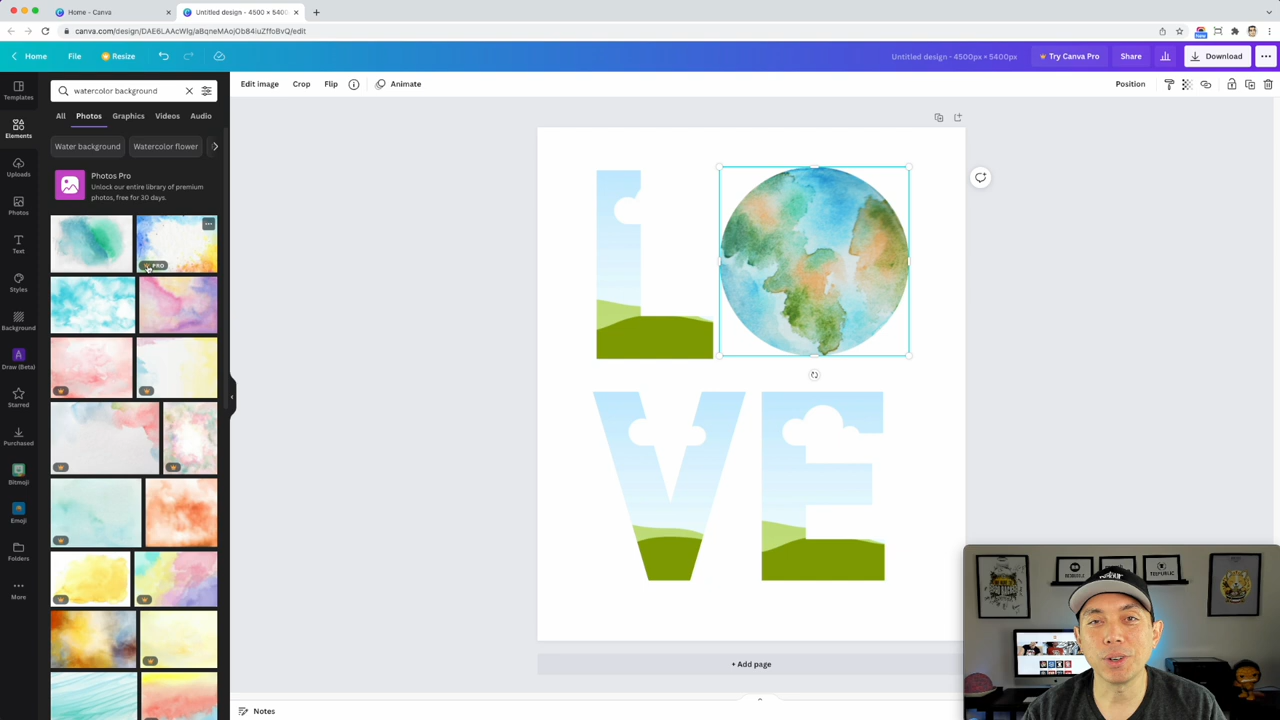 Home - Canva
Untitled design - 4500 × 5400
canva.com/design/DAE6LAAcWlg/aBqneMAojOb84iuZffoBvQ/edit
Home
File
Resize
Untitled design - 4500px × 5400px
Try Canva Pro
Share
Download
Templates
watercolor background
Edit image
Crop
Flip
Animate
Position
All
Photos
Graphics
Videos
Audio
Elements
Water background
Watercolor flower
Uploads
Photos Pro
Unlock our entire library of premium
photos, free for 30 days.
Photos
Text
PRO
Styles
Background
Draw (Beta)
Starred
Purchased
Bitmoji
Emoji
Folders
More
L
V E
+ Add page
Notes